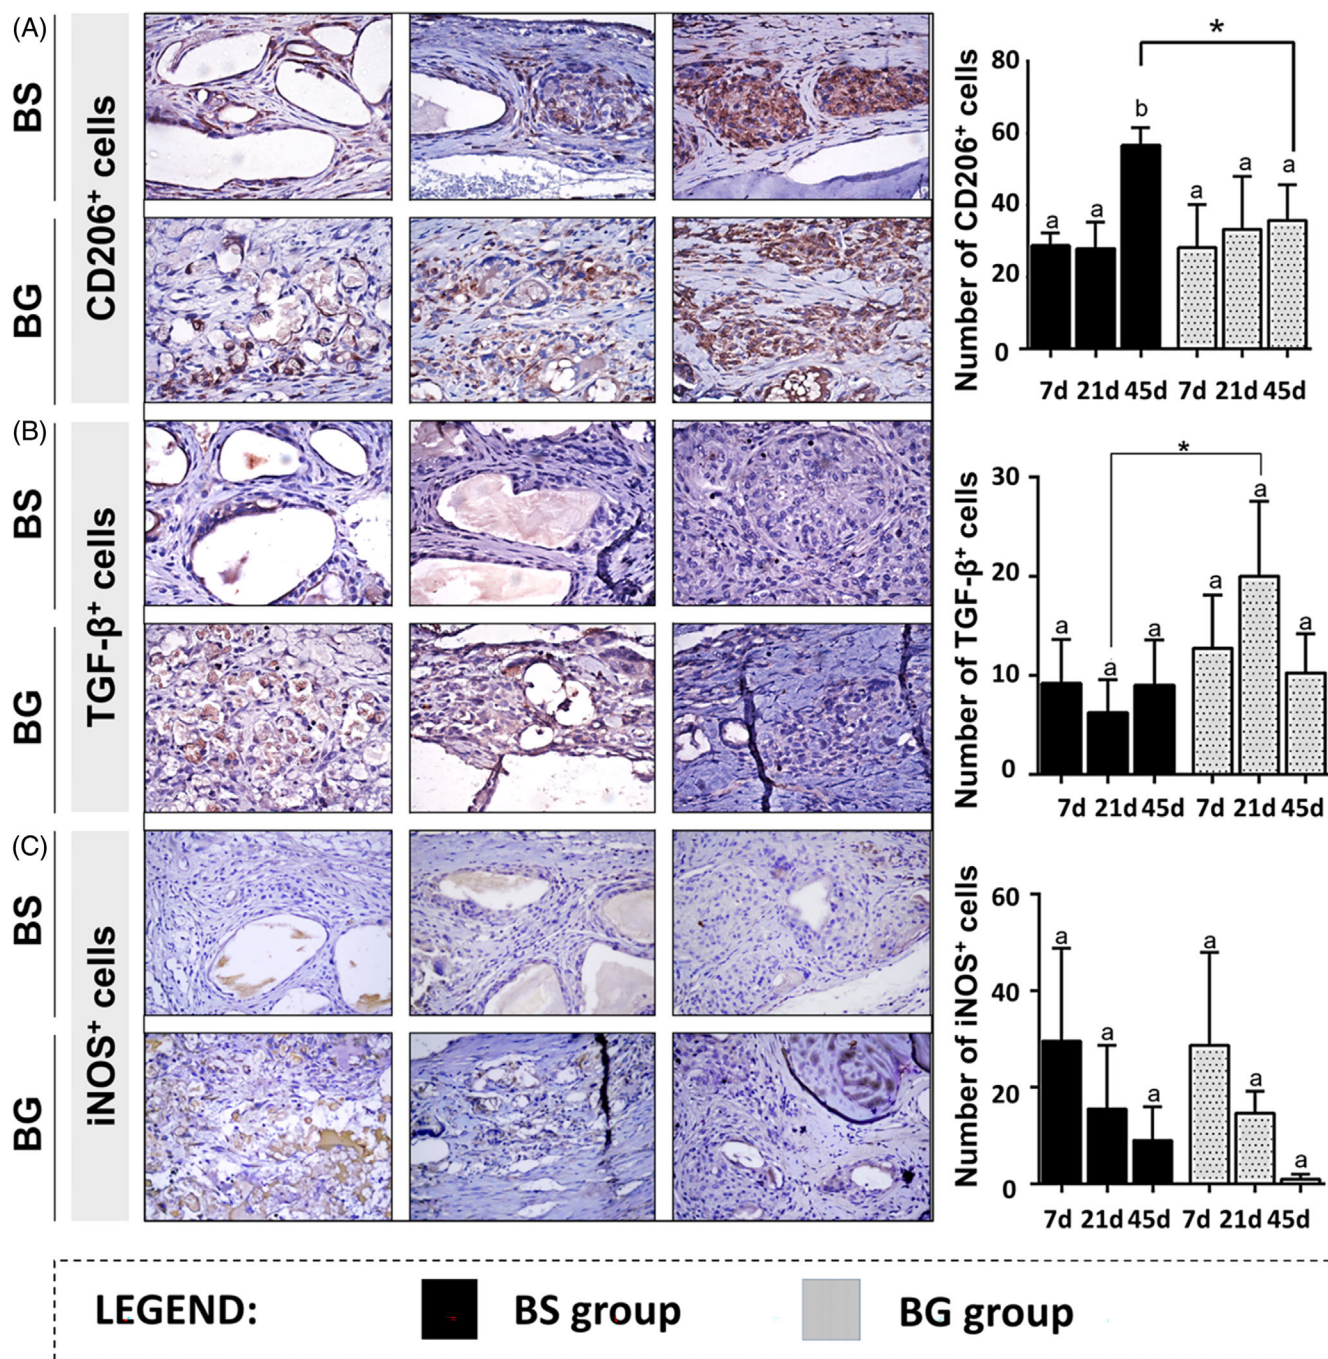 (A)
BS
BG
CD206⁺ cells
Number of CD206⁺ cells
80
60
40
20
0
*
a
a
b
a
a
a
7d 21d 45d 7d 21d 45d
(B)
BS
BG
TGF-β⁺ cells
Number of TGF-β⁺ cells
30
20
10
0
*
a
a
a
a
a
a
7d 21d 45d 7d 21d 45d
(C)
BS
BG
iNOS⁺ cells
Number of iNOS⁺ cells
60
40
20
0
a
a
a
a
a
a
7d 21d 45d 7d 21d 45d
LEGEND: BS group BG group